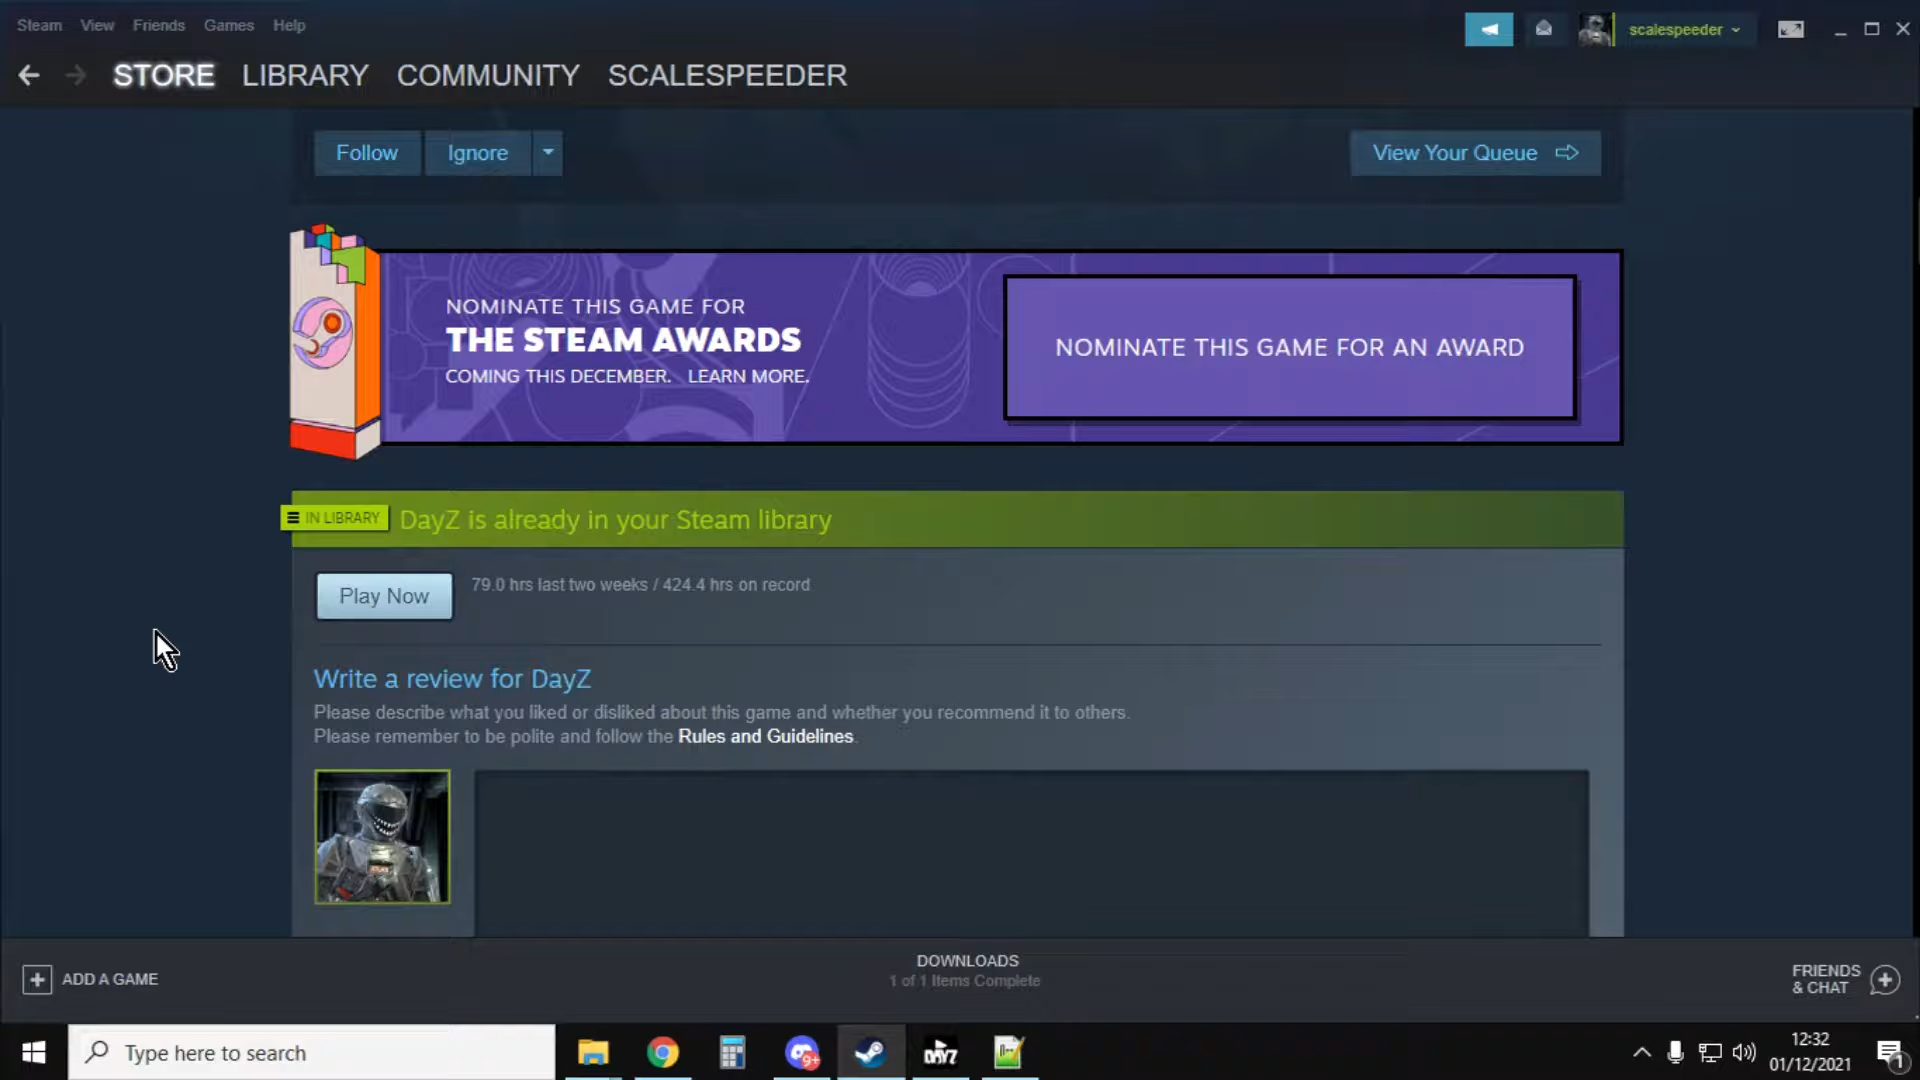 Steam View Friends Games Help
scalespeeder
STORE LIBRARY COMMUNITY SCALESPEEDER
Follow Ignore View Your Queue
NOMINATE THIS GAME FOR
THE STEAM AWARDS
COMING THIS DECEMBER. LEARN MORE.
NOMINATE THIS GAME FOR AN AWARD
IN LIBRARY DayZ is already in your Steam library
Play Now 79.0 hrs last two weeks / 424.4 hrs on record
Write a review for DayZ
Please describe what you liked or disliked about this game and whether you recommend it to others.
Please remember to be polite and follow the Rules and Guidelines.
ADD A GAME
DOWNLOADS
1 of 1 Items Complete
FRIENDS
& CHAT
Type here to search
9+
DAYZ
12:32
01/12/2021
1